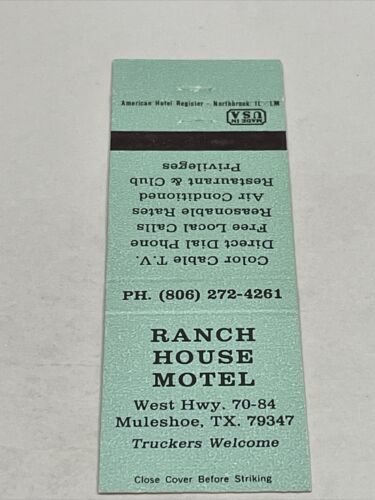 American Hotel Register - Northbrook, IL - LM
MADE IN
USA
Color Cable T.V.
Direct Dial Phone
Free Local Calls
Reasonable Rates
Air Conditioned
Restaurant & Club
Privileges
PH. (806) 272-4261
RANCH
HOUSE
MOTEL
West Hwy. 70-84
Muleshoe, TX. 79347
Truckers Welcome
Close Cover Before Striking